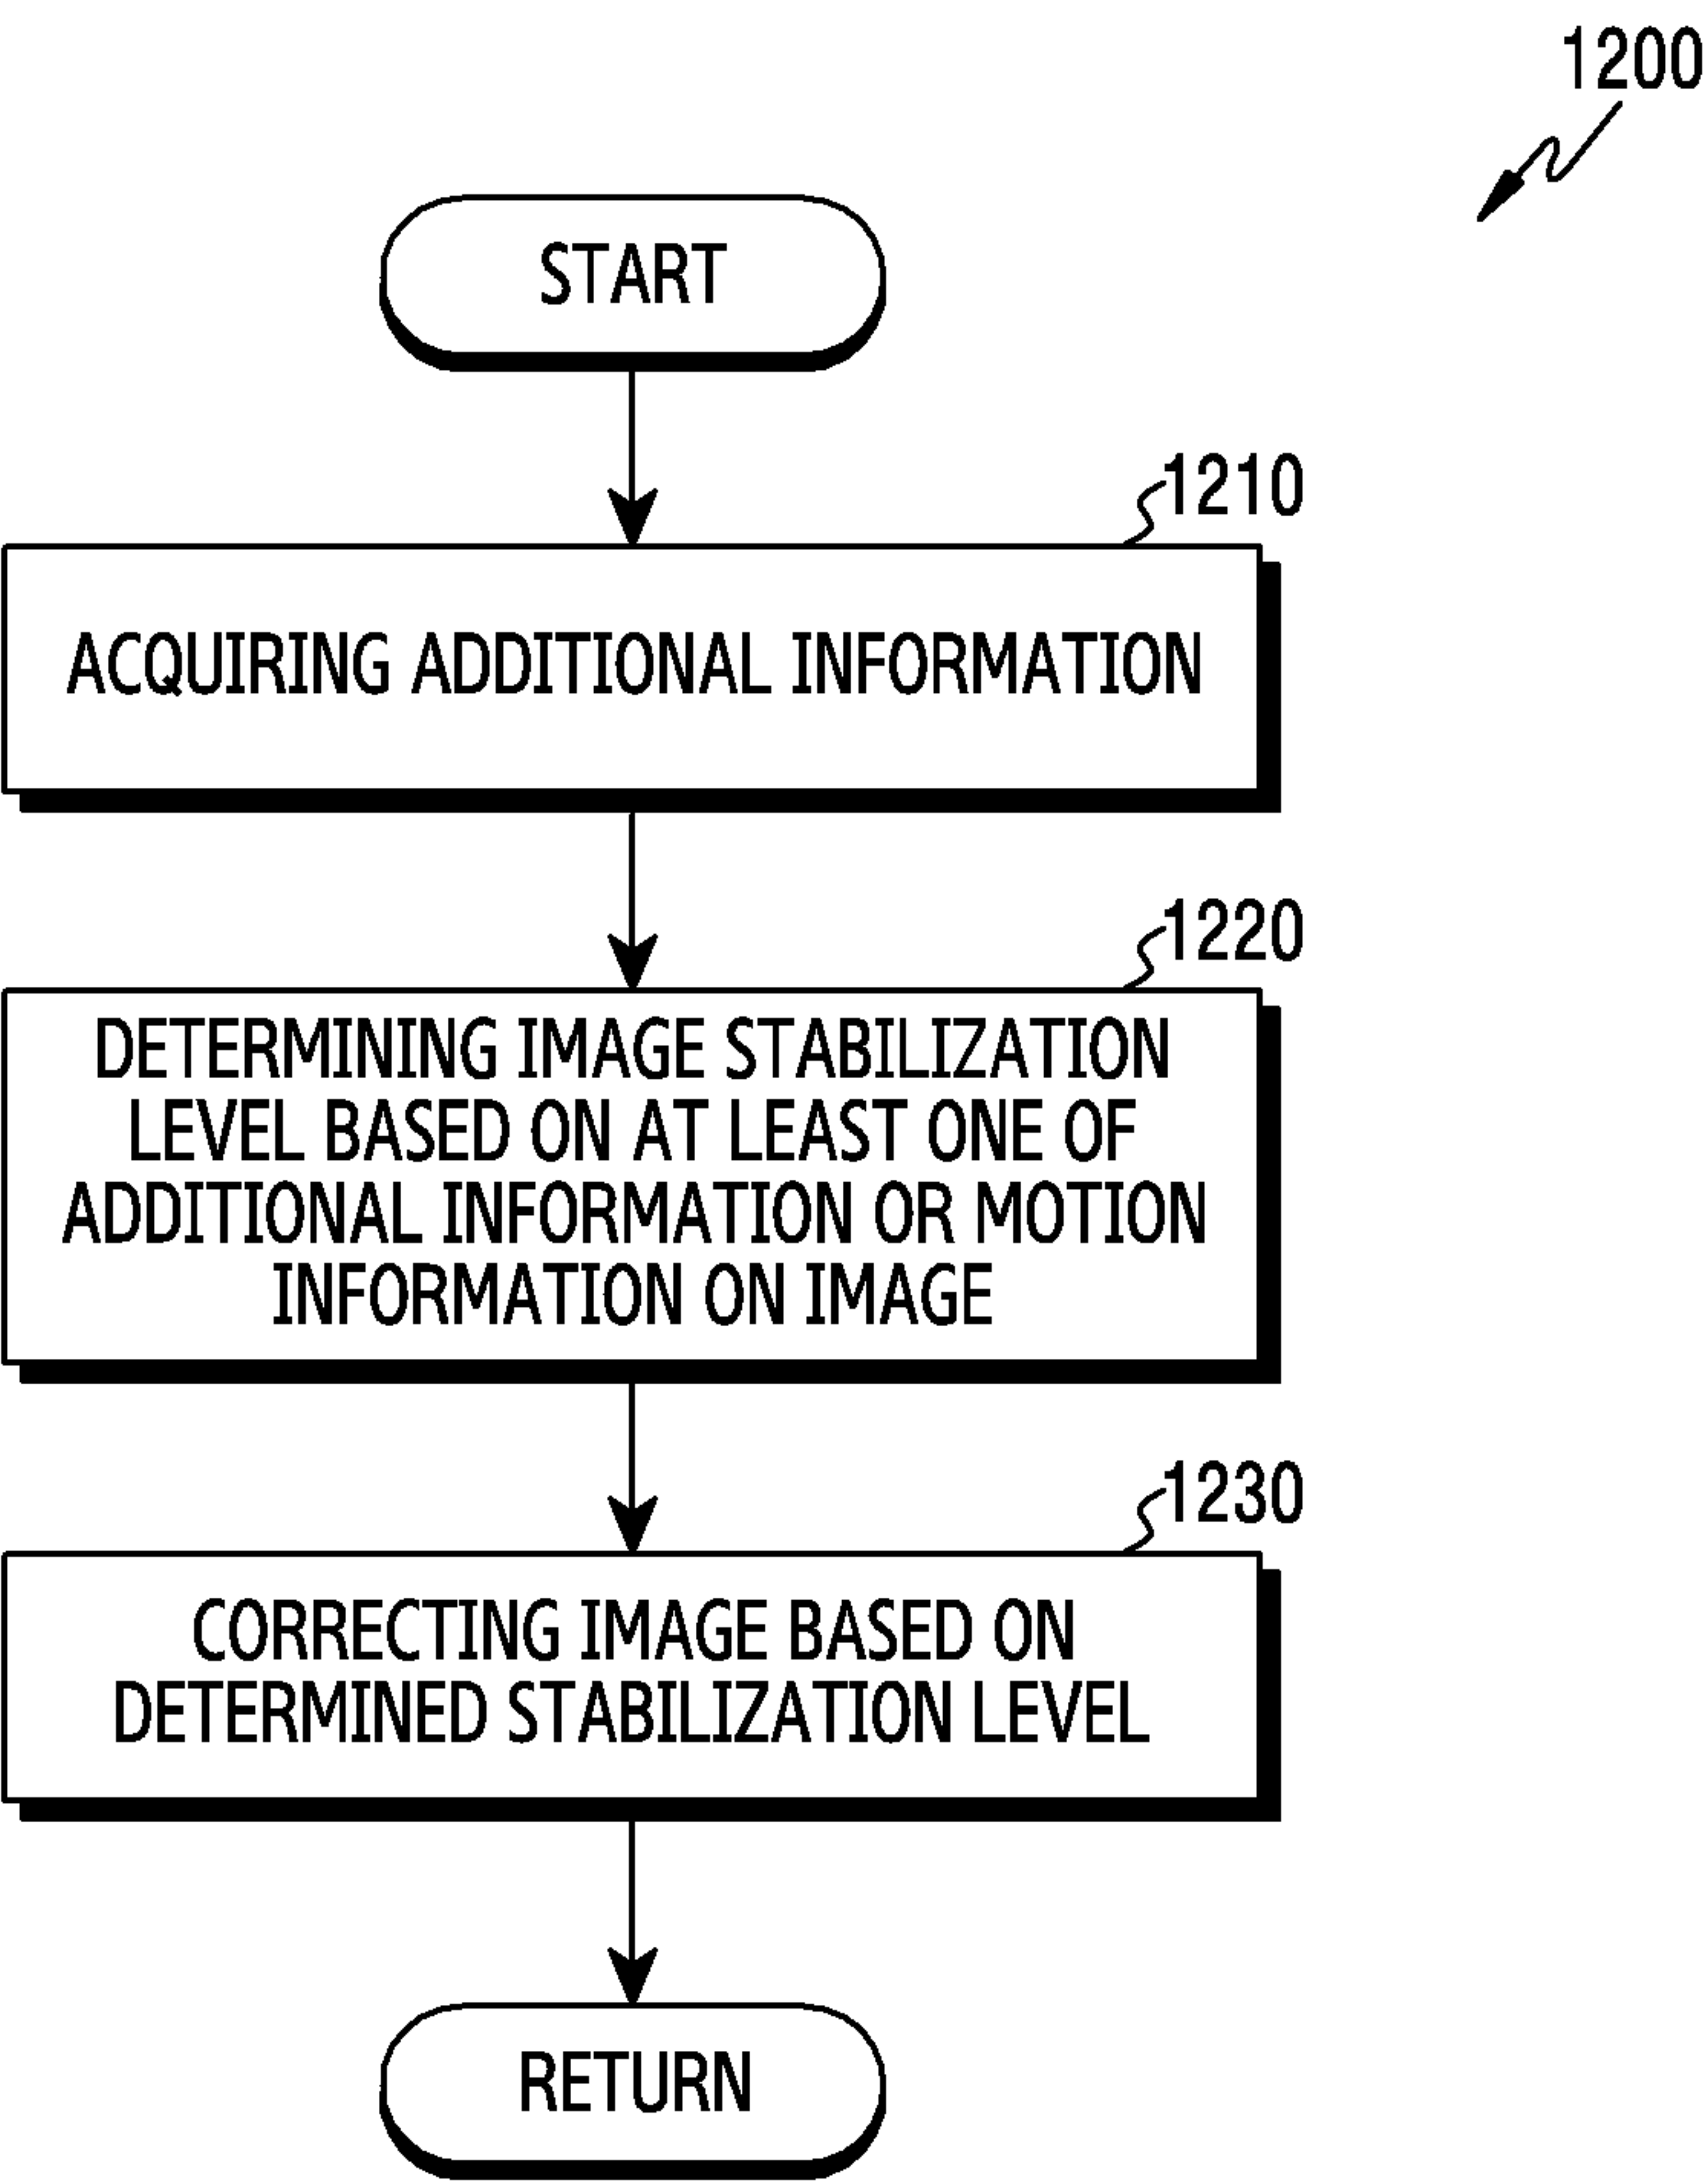 1200
START
1210
ACQUIRING ADDITIONAL INFORMATION
1220
DETERMINING IMAGE STABILIZATION
LEVEL BASED ON AT LEAST ONE OF
ADDITIONAL INFORMATION OR MOTION
INFORMATION ON IMAGE
1230
CORRECTING IMAGE BASED ON
DETERMINED STABILIZATION LEVEL
RETURN